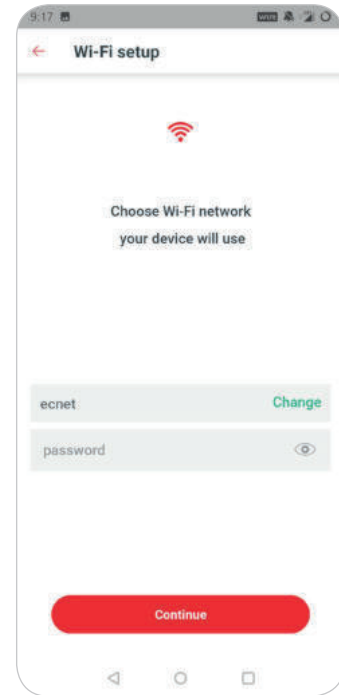 9:17
Wi-Fi setup
Choose Wi-Fi network
your device will use
ecnet
Change
password
Continue